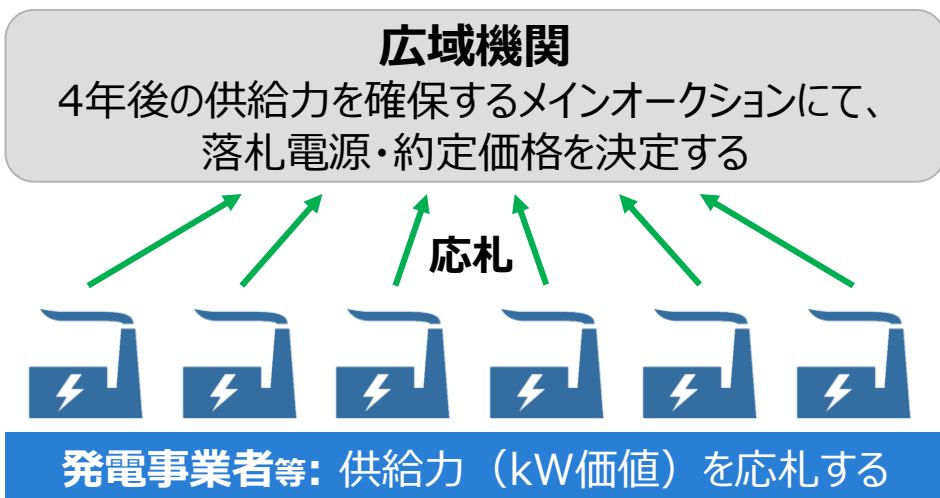 広域機関
4年後の供給力を確保するメインオークションにて、
落札電源・約定価格を決定する
応札
発電事業者等: 供給力（kW価値）を応札する